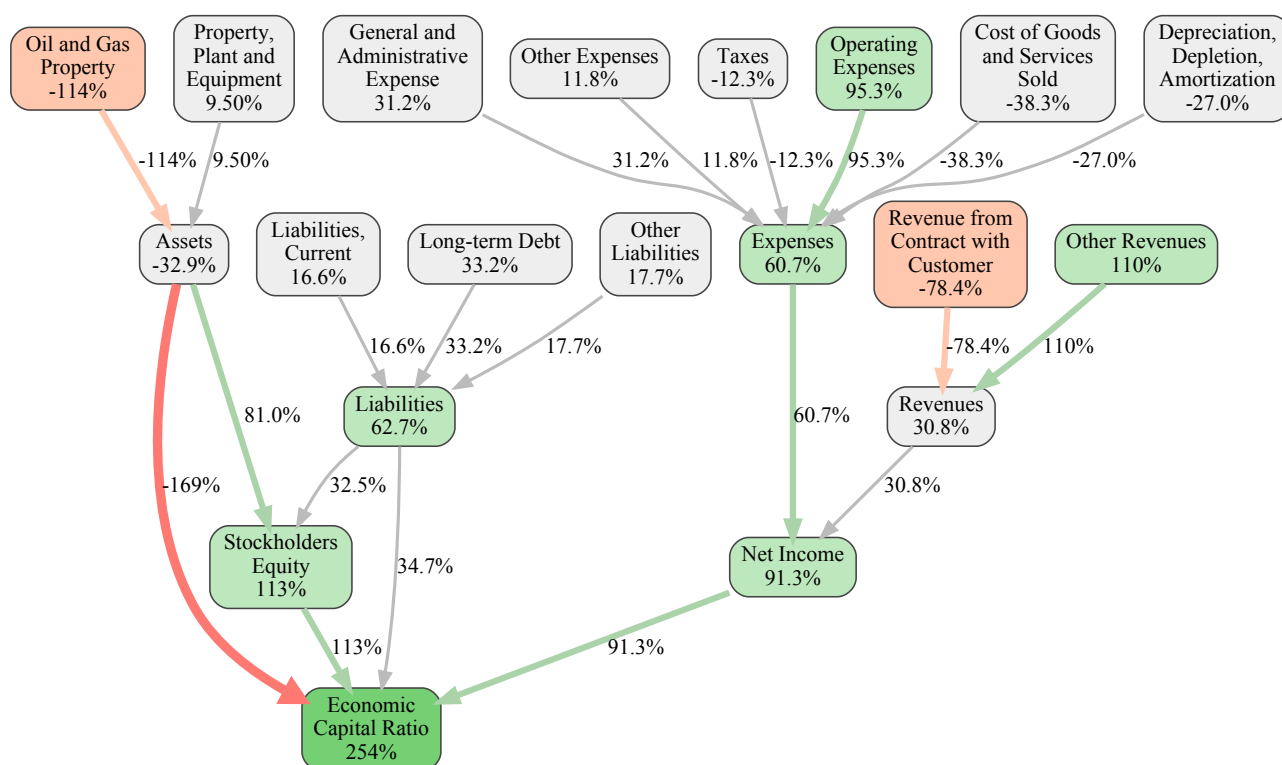 Oil and Gas
Property
-114%
Property,
Plant and
Equipment
9.50%
General and
Administrative
Expense
31.2%
Other Expenses
11.8%
Taxes
-12.3%
Operating
Expenses
95.3%
Cost of Goods
and Services
Sold
-38.3%
Depreciation,
Depletion,
Amortization
-27.0%
-114%
9.50%
31.2%
11.8%
-12.3%
95.3%
-38.3%
-27.0%
Assets
-32.9%
Liabilities,
Current
16.6%
Long-term Debt
33.2%
Other
Liabilities
17.7%
Expenses
60.7%
Revenue from
Contract with
Customer
-78.4%
Other Revenues
110%
16.6%
33.2%
17.7%
-78.4%
110%
81.0%
Liabilities
62.7%
60.7%
Revenues
30.8%
-169%
32.5%
30.8%
Stockholders
Equity
113%
34.7%
Net Income
91.3%
113%
91.3%
Economic
Capital Ratio
254%